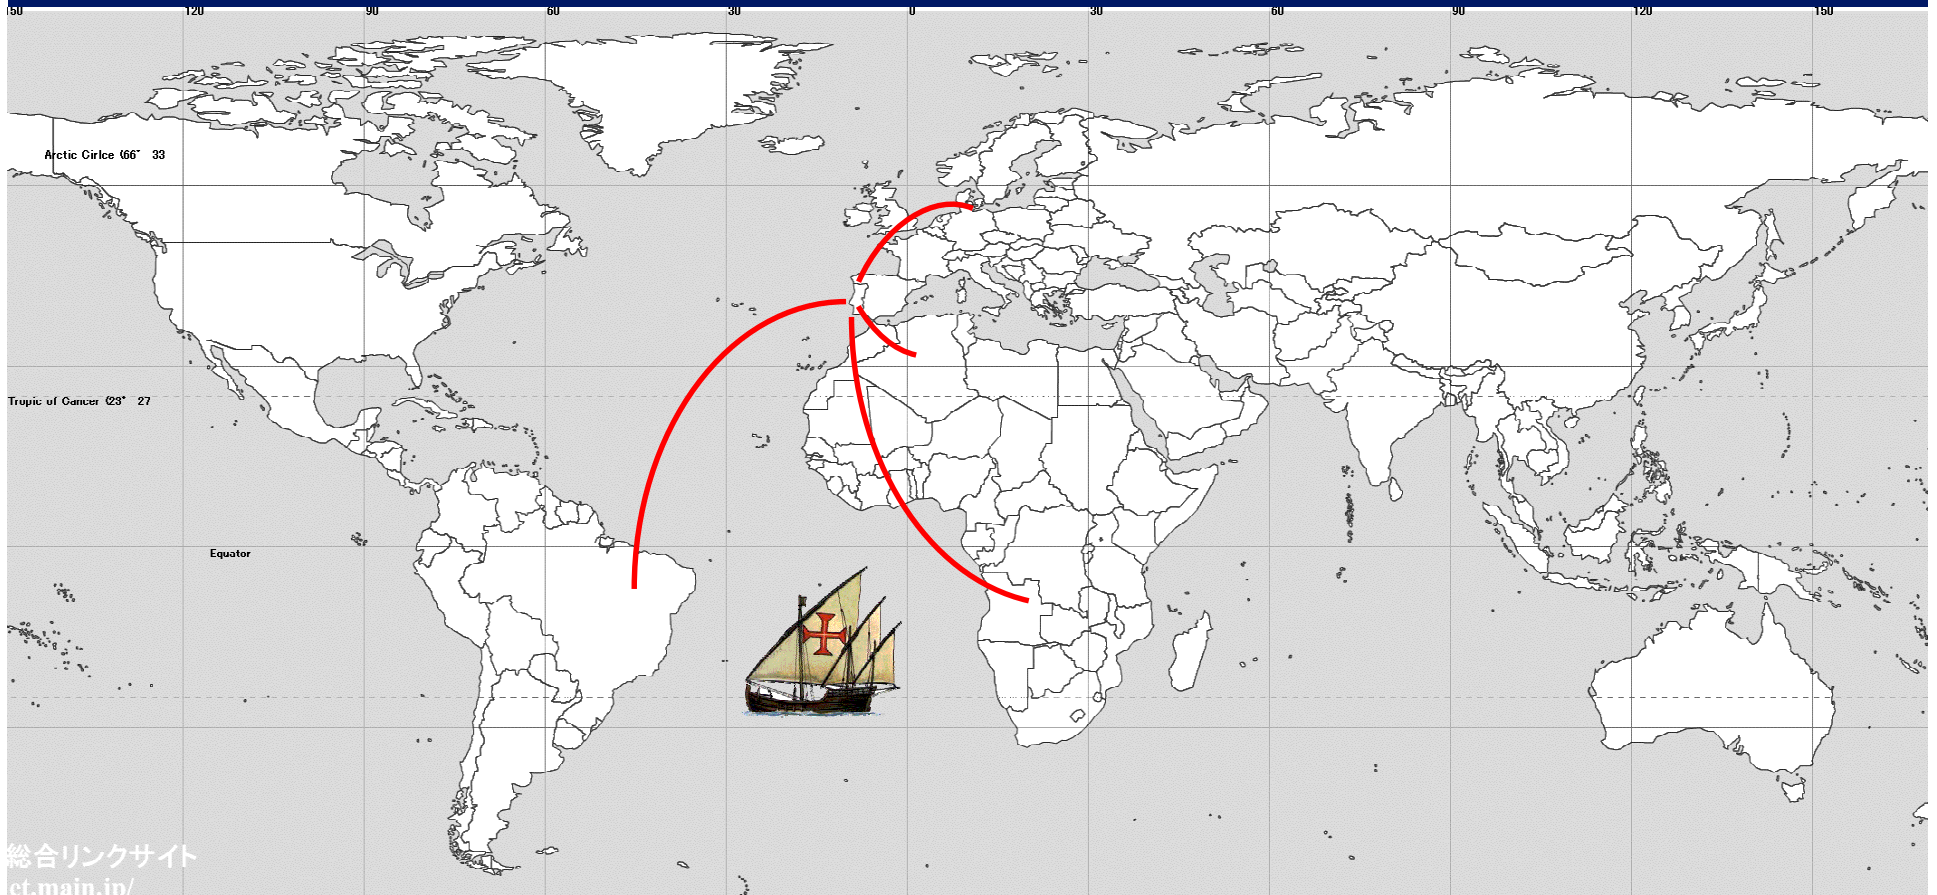 150 120 90 60 30 0 30 60 90 120 150
Arctic Cirlce (66° 33
Tropic of Cancer (23° 27
Equator
総合リンクサイト
ct.main.jp/